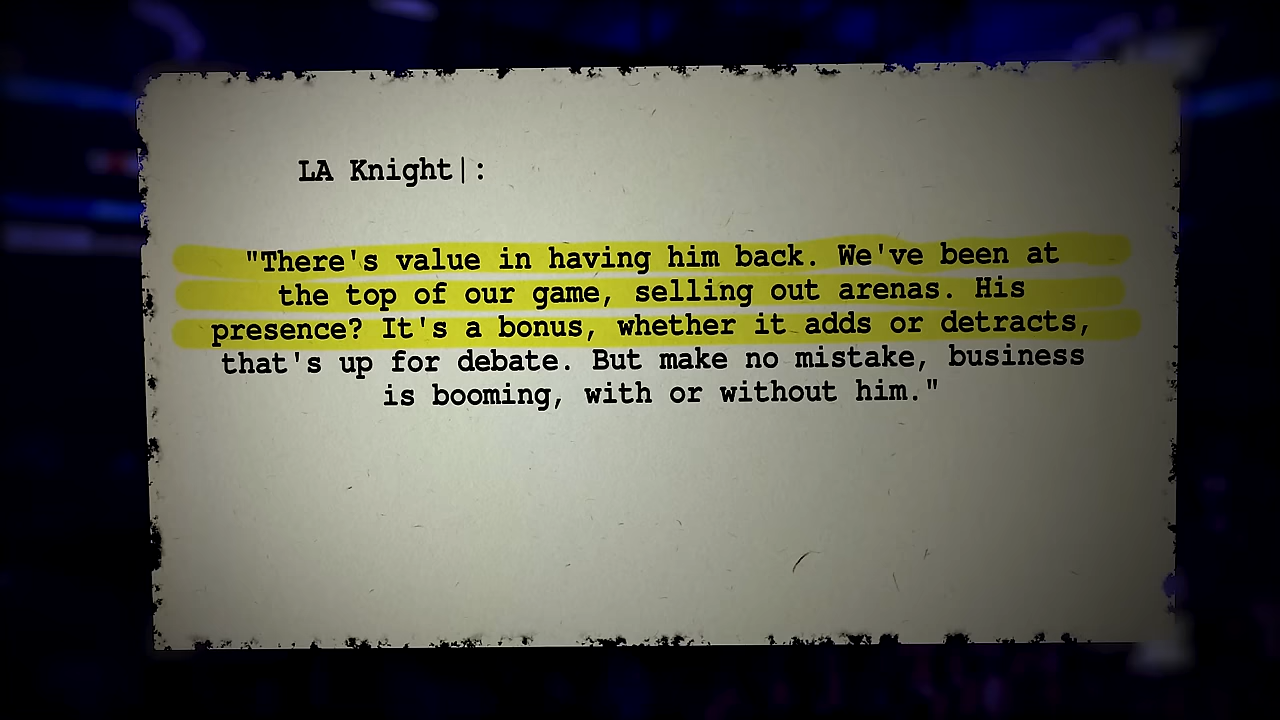 LA Knight|:
"There's value in having him back. We've been at
the top of our game, selling out arenas. His
presence? It's a bonus, whether it adds or detracts,
that's up for debate. But make no mistake, business
is booming, with or without him."